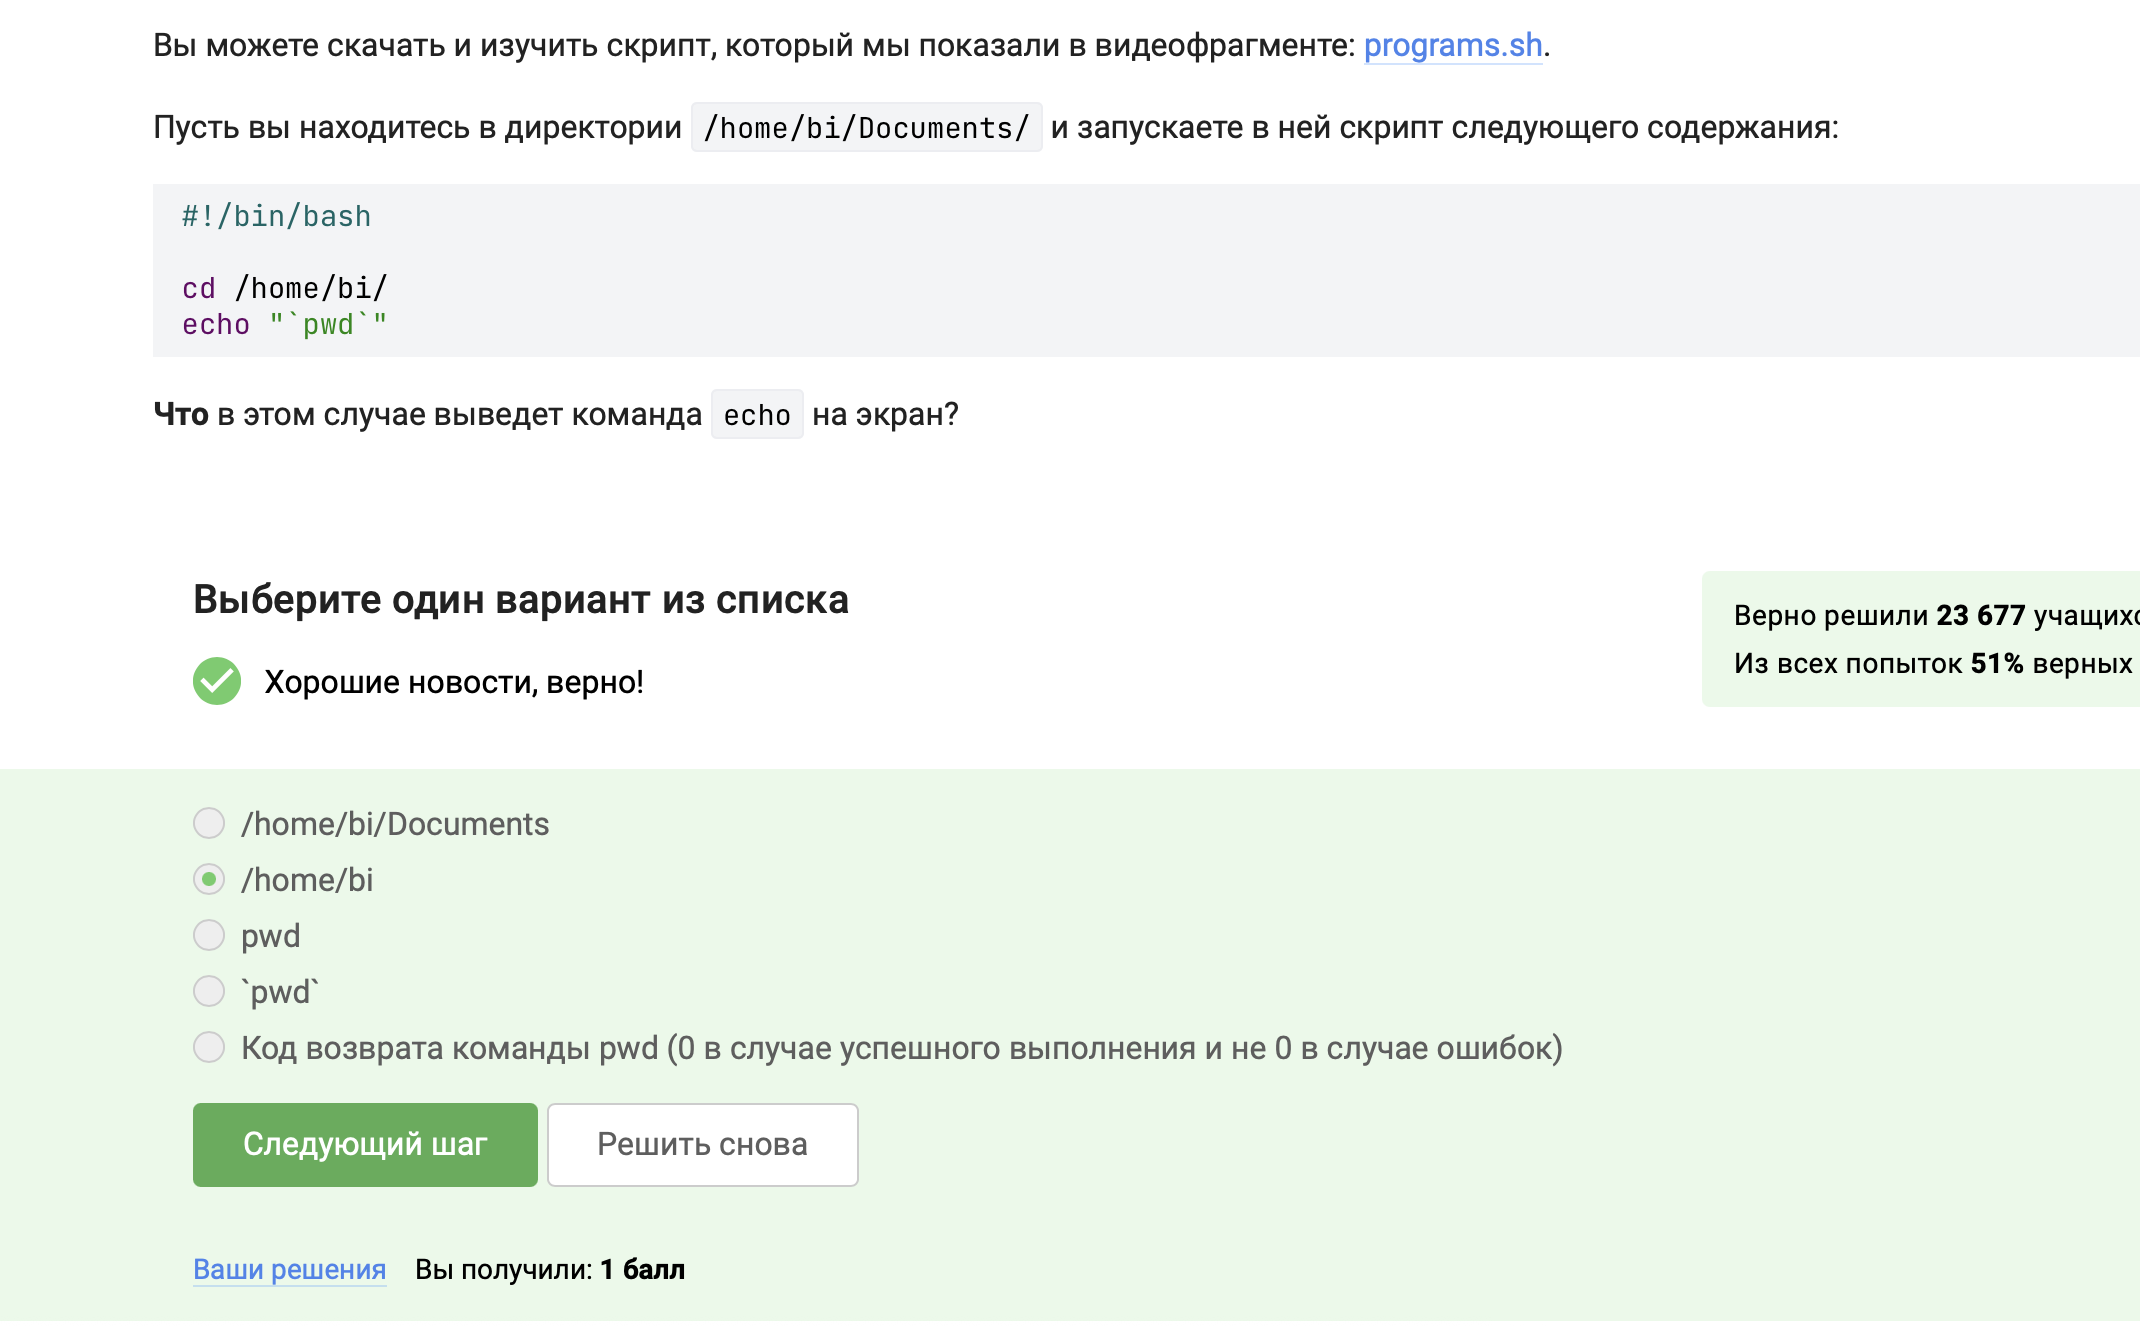 Вы можете скачать и изучить скрипт, который мы показали в видеофрагменте: programs.sh.
Пусть вы находитесь в директории /home/bi/Documents/ и запускаете в ней скрипт следующего содержания:
#!/bin/bash
cd /home/bi/
echo "`pwd`"
Что в этом случае выведет команда echo на экран?
Выберите один вариант из списка
Хорошие новости, верно!
Верно решили 23 677
Из всех попыток 51% верных
/home/bi/Documents
/home/bi
pwd
`pwd`
Код возврата команды pwd (0 в случае успешного выполнения и не 0 в случае ошибок)
Следующий шаг
Решить снова
Ваши решения Вы получили: 1 балл